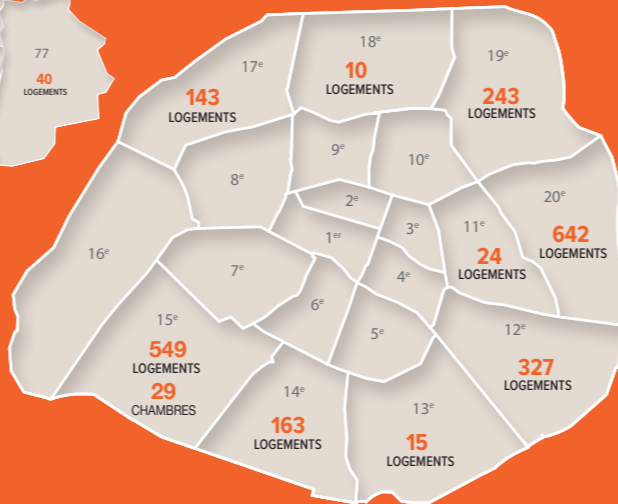 77
40
LOGEMENTS
17e
143
LOGEMENTS
18e
10
LOGEMENTS
19e
243
LOGEMENTS
8e
9e
10e
2e
1er
3e
11e
24
LOGEMENTS
20e
642
LOGEMENTS
16e
7e
6e
4e
5e
15e
549
LOGEMENTS
29
CHAMBRES
14e
163
LOGEMENTS
13e
15
LOGEMENTS
12e
327
LOGEMENTS